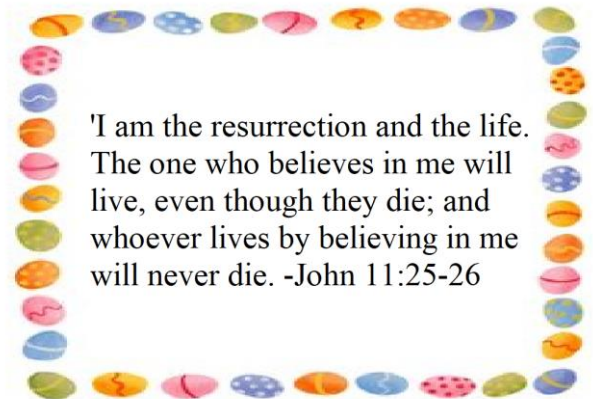 'I am the resurrection and the life.
The one who believes in me will
live, even though they die; and
whoever lives by believing in me
will never die. -John 11:25-26